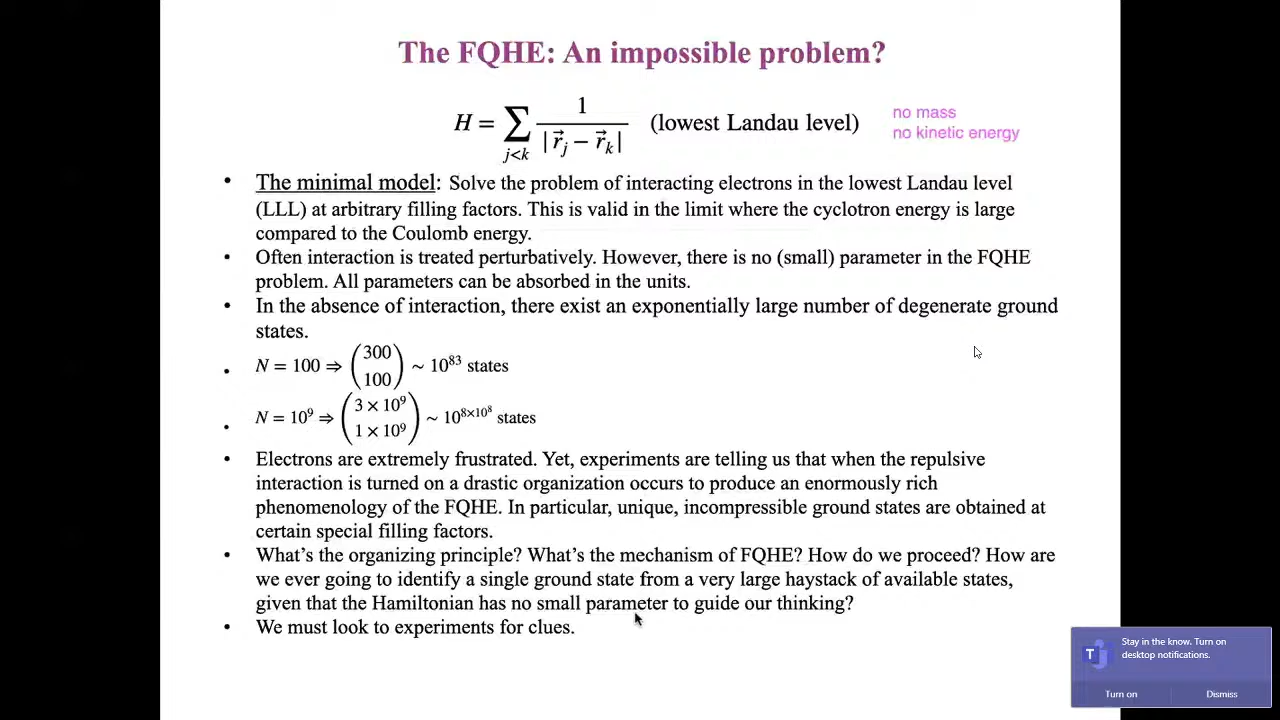 The FQHE: An impossible problem?
H = ∑_{j<k} 1 / |r⃗_j − r⃗_k| (lowest Landau level)
no mass
no kinetic energy
• The minimal model: Solve the problem of interacting electrons in the lowest Landau level
(LLL) at arbitrary filling factors. This is valid in the limit where the cyclotron energy is large
compared to the Coulomb energy.
• Often interaction is treated perturbatively. However, there is no (small) parameter in the FQHE
problem. All parameters can be absorbed in the units.
• In the absence of interaction, there exist an exponentially large number of degenerate ground
states.
• N = 100 ⇒ (300 100) ~ 10^83 states
• N = 10^9 ⇒ (3 × 10^9 1 × 10^9) ~ 10^{8×10^8} states
• Electrons are extremely frustrated. Yet, experiments are telling us that when the repulsive
interaction is turned on a drastic organization occurs to produce an enormously rich
phenomenology of the FQHE. In particular, unique, incompressible ground states are obtained at
certain special filling factors.
• What's the organizing principle? What's the mechanism of FQHE? How do we proceed? How are
we ever going to identify a single ground state from a very large haystack of available states,
given that the Hamiltonian has no small parameter to guide our thinking?
• We must look to experiments for clues.
Stay in the know. Turn on
desktop notifications.
Turn on
Dismiss